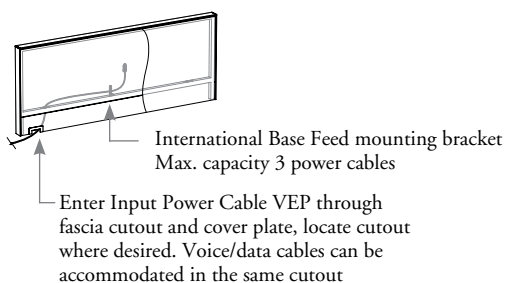 International Base Feed mounting bracket
Max. capacity 3 power cables
Enter Input Power Cable VEP through
fascia cutout and cover plate, locate cutout
where desired. Voice/data cables can be
accommodated in the same cutout